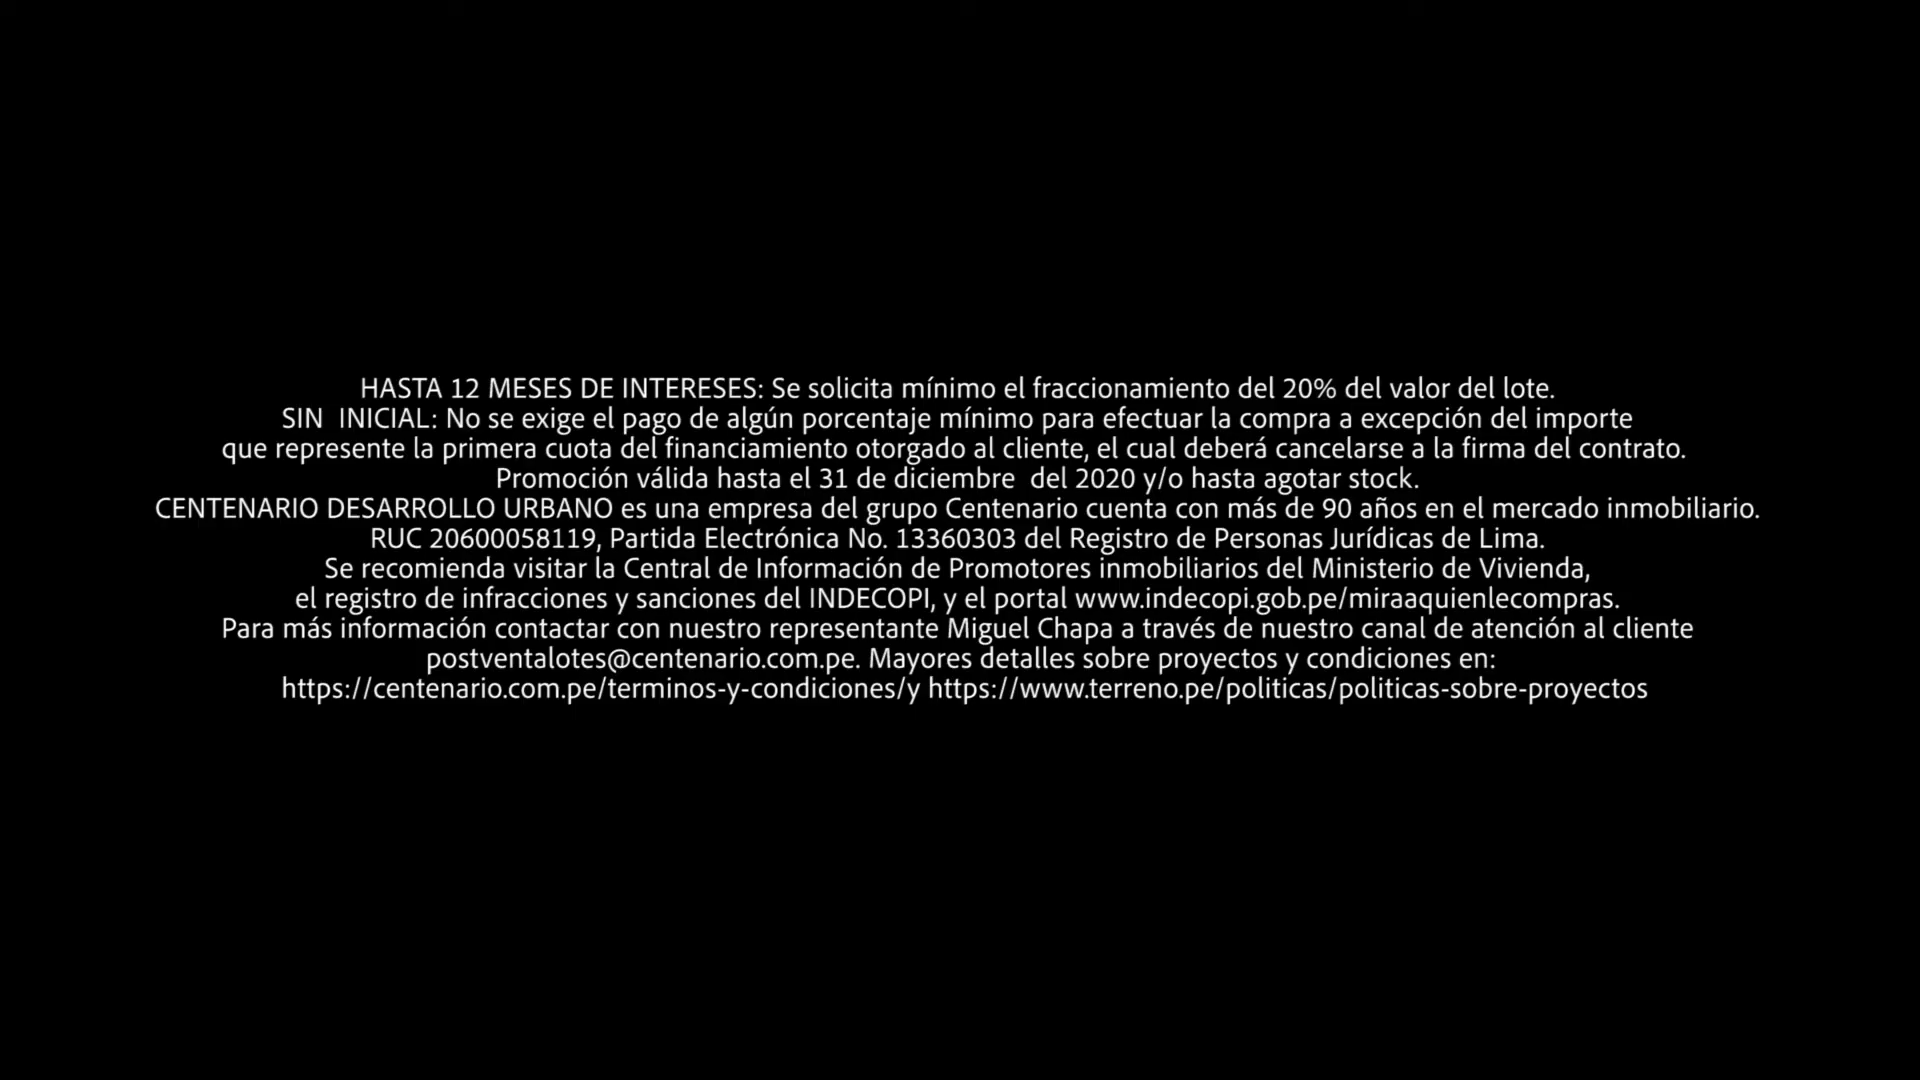 HASTA 12 MESES DE INTERESES: Se solicita mínimo el fraccionamiento del 20% del valor del lote.
SIN  INICIAL: No se exige el pago de algún porcentaje mínimo para efectuar la compra a excepción del importe
que represente la primera cuota del financiamiento otorgado al cliente, el cual deberá cancelarse a la firma del contrato.
Promoción válida hasta el 31 de diciembre  del 2020 y/o hasta agotar stock.
CENTENARIO DESARROLLO URBANO es una empresa del grupo Centenario cuenta con más de 90 años en el mercado inmobiliario.
RUC 20600058119, Partida Electrónica No. 13360303 del Registro de Personas Jurídicas de Lima.
Se recomienda visitar la Central de Información de Promotores inmobiliarios del Ministerio de Vivienda,
el registro de infracciones y sanciones del INDECOPI, y el portal www.indecopi.gob.pe/miraaquienlecompras.
Para más información contactar con nuestro representante Miguel Chapa a través de nuestro canal de atención al cliente
postventalotes@centenario.com.pe. Mayores detalles sobre proyectos y condiciones en:
https://centenario.com.pe/terminos-y-condiciones/y https://www.terreno.pe/politicas/politicas-sobre-proyectos